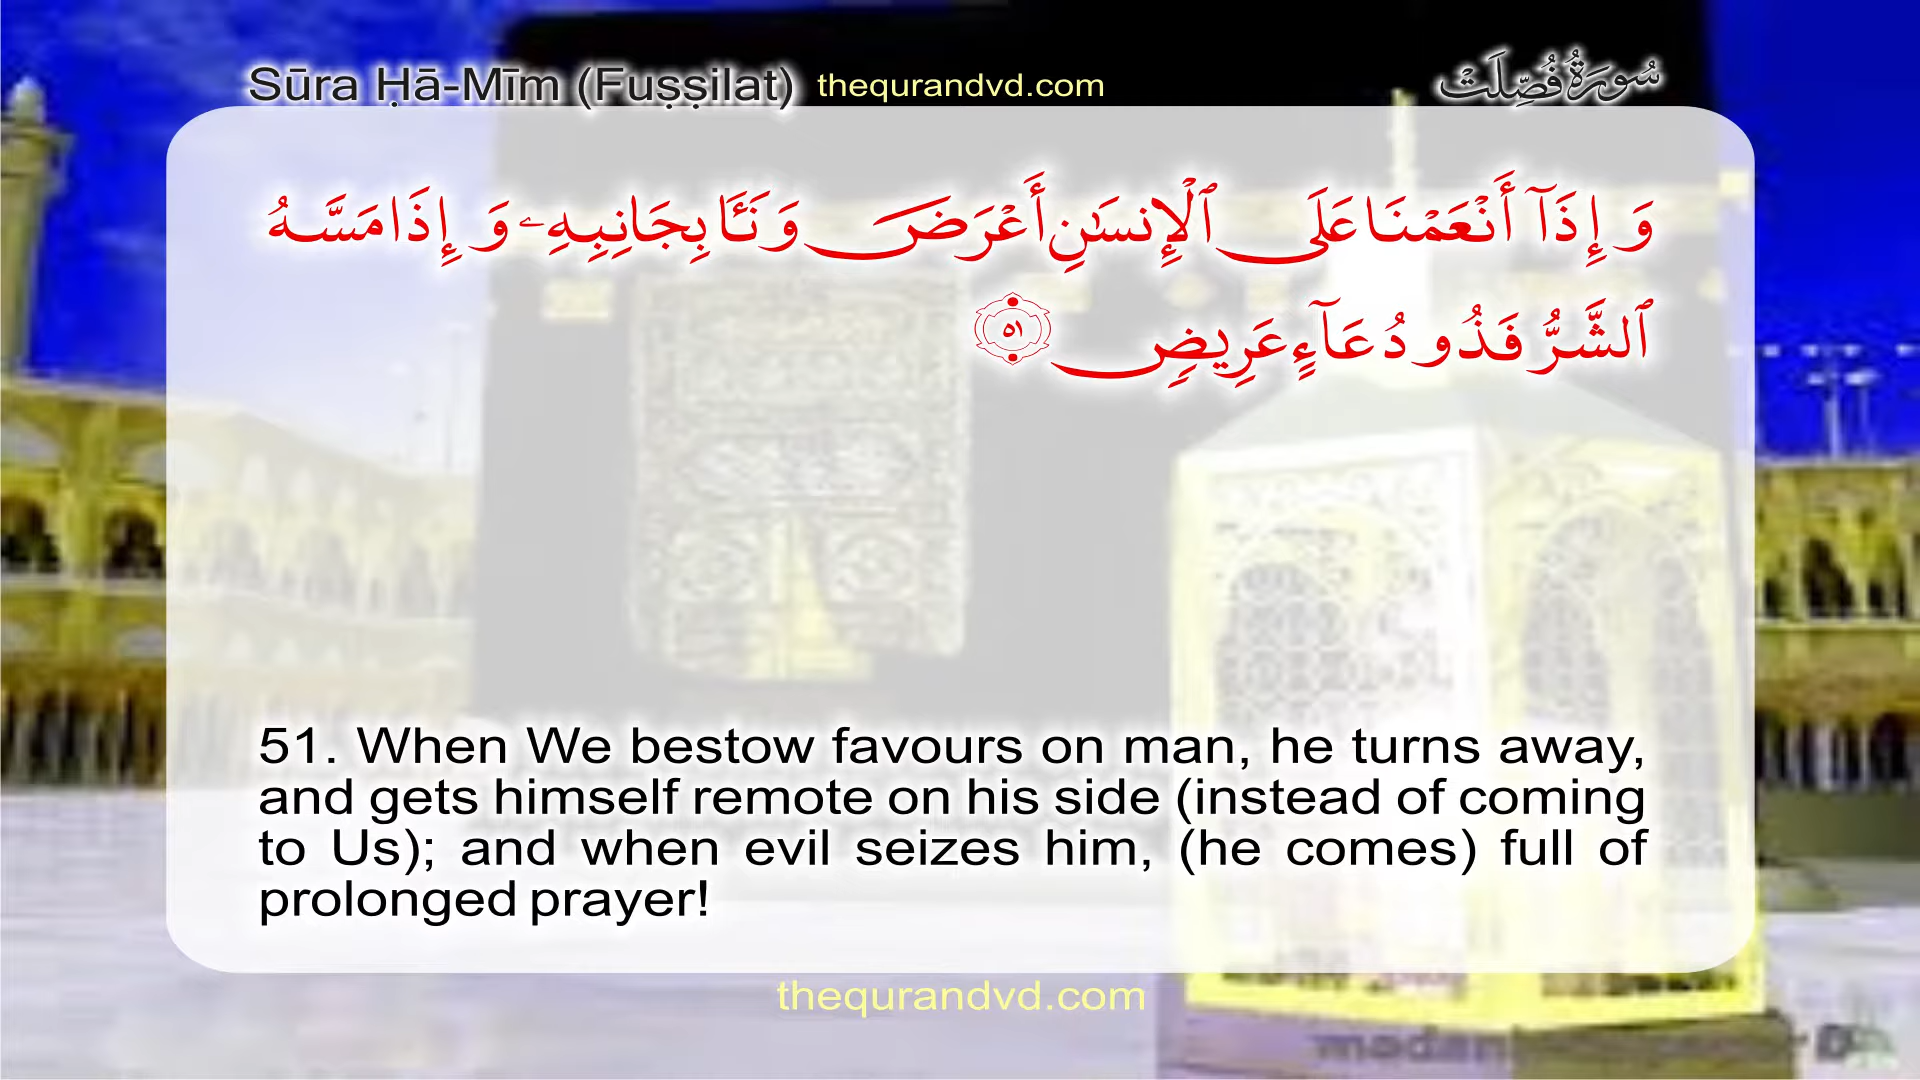 Sūra Ḥā-Mīm (Fuṣṣilat) thequrandvd.com سُورَةُ فُصِّلَتْ
وَإِذَآ أَنْعَمْنَا عَلَى ٱلْإِنسَٰنِ أَعْرَضَ وَنَـَٔا بِجَانِبِهِۦ وَإِذَا مَسَّهُ
ٱلشَّرُّ فَذُو دُعَآءٍ عَرِيضٍ ٥١
51. When We bestow favours on man, he turns away,
and gets himself remote on his side (instead of coming
to Us); and when evil seizes him, (he comes) full of
prolonged prayer!
thequrandvd.com